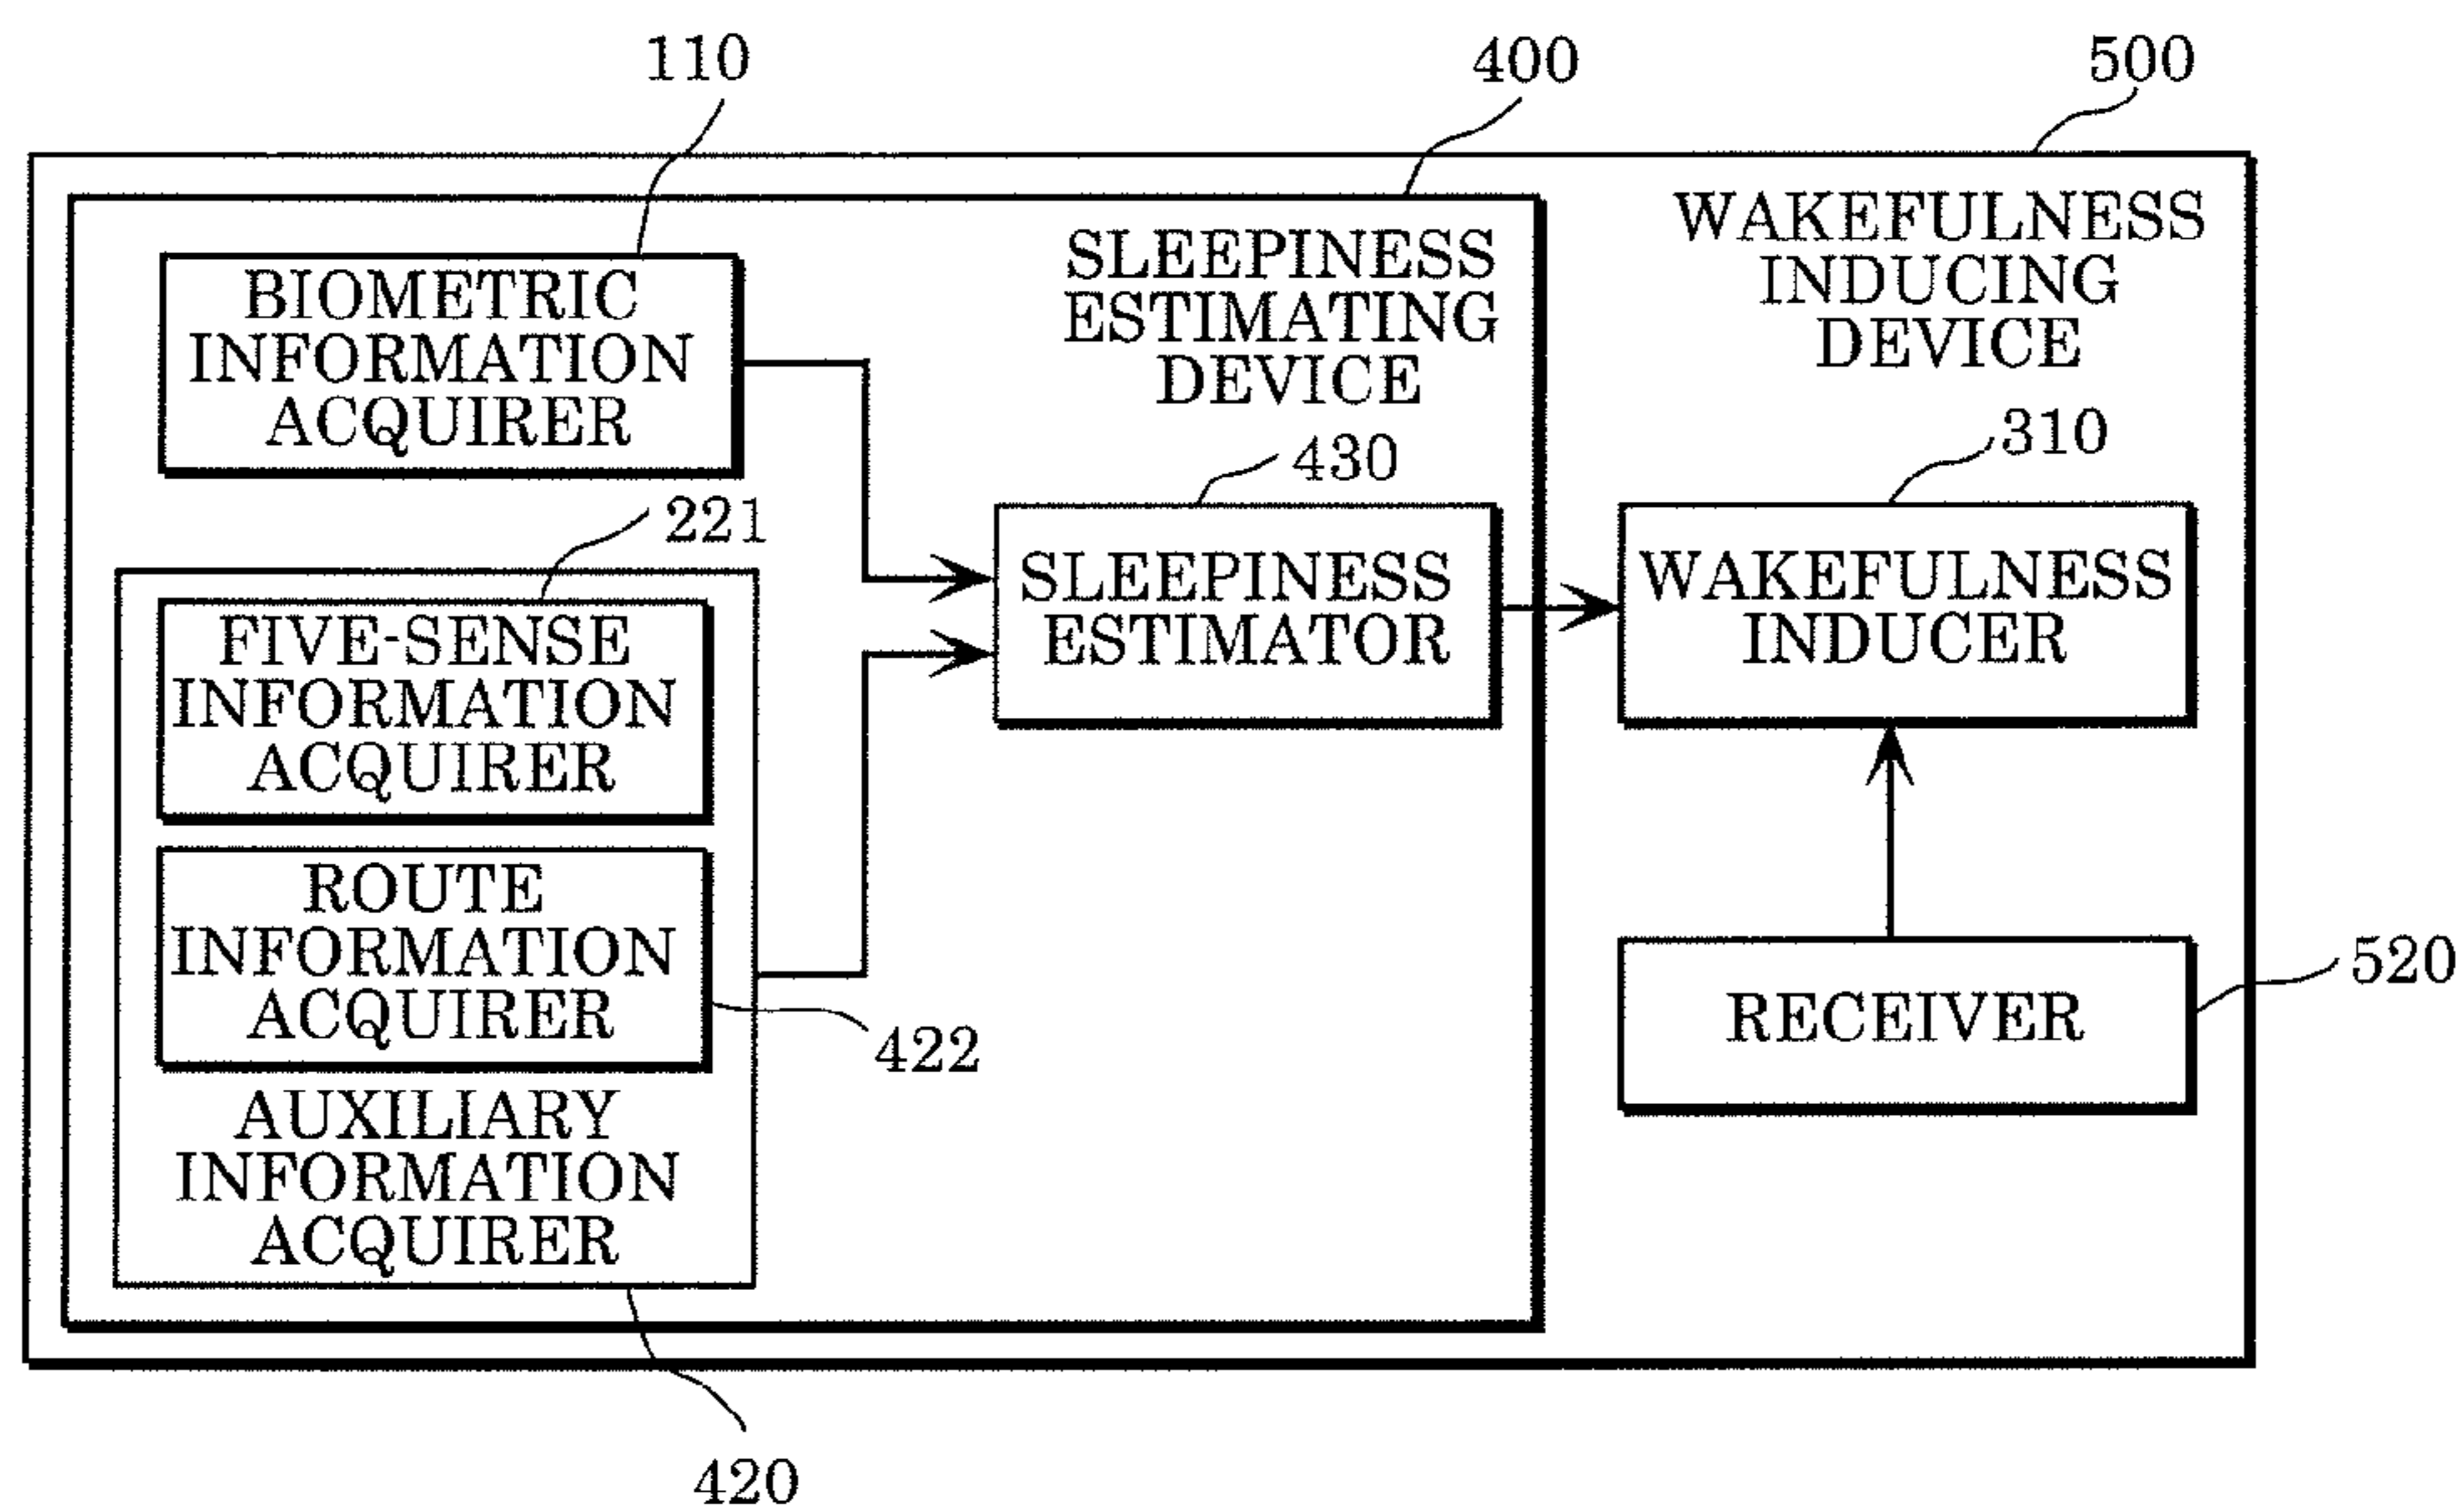 110
400
500
WAKEFULNESS
INDUCING
DEVICE
SLEEPINESS
ESTIMATING
DEVICE
BIOMETRIC
INFORMATION
ACQUIRER
310
430
221
SLEEPINESS
ESTIMATOR
WAKEFULNESS
INDUCER
FIVE-SENSE
INFORMATION
ACQUIRER
ROUTE
INFORMATION
ACQUIRER
422
RECEIVER
520
AUXILIARY
INFORMATION
ACQUIRER
420